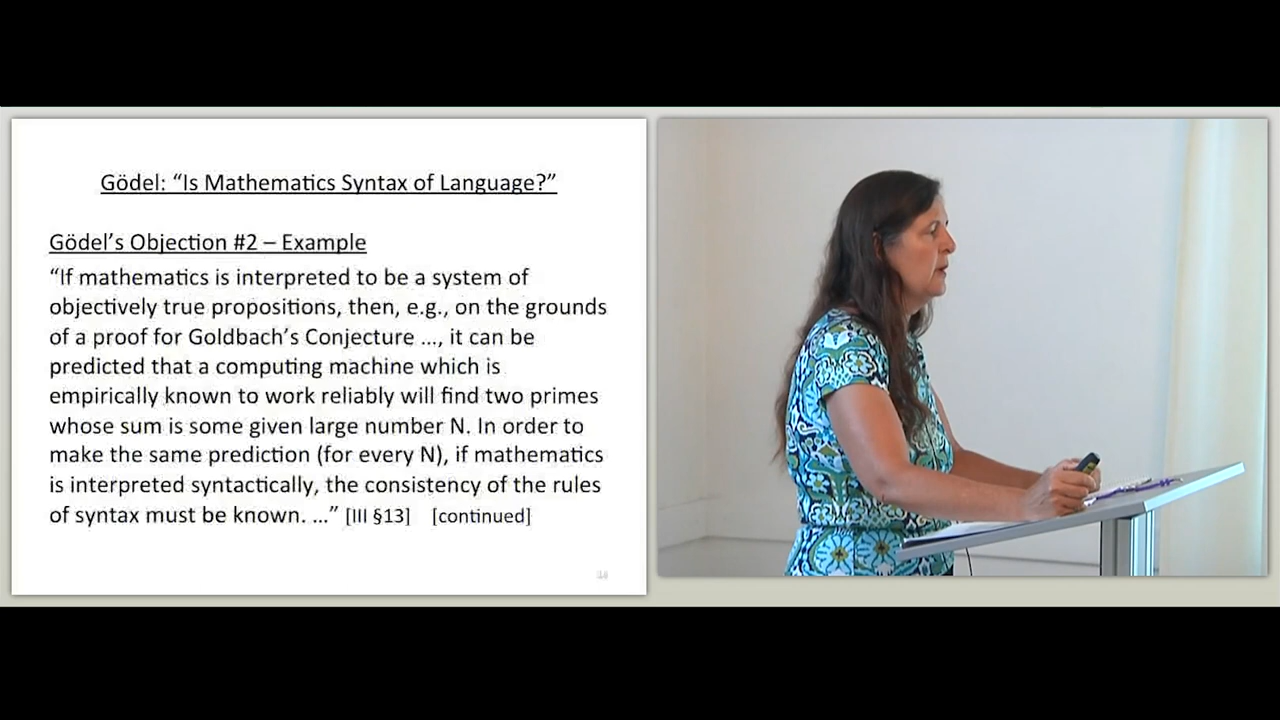 Gödel: “Is Mathematics Syntax of Language?”
Gödel’s Objection #2 – Example
“If mathematics is interpreted to be a system of
objectively true propositions, then, e.g., on the grounds
of a proof for Goldbach’s Conjecture ..., it can be
predicted that a computing machine which is
empirically known to work reliably will find two primes
whose sum is some given large number N. In order to
make the same prediction (for every N), if mathematics
is interpreted syntactically, the consistency of the rules
of syntax must be known. ...” [III §13] [continued]